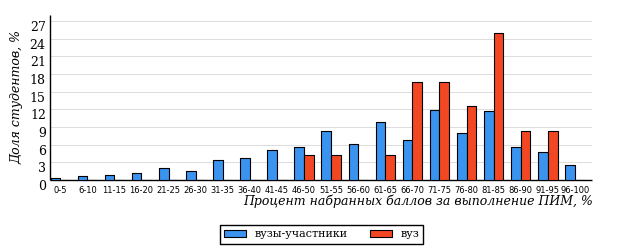 Доля студентов, %
27
24
21
18
15
12
9
6
3
0
0-5 6-10 11-15 16-20 21-25 26-30 31-35 36-40 41-45 46-50 51-55 56-60 61-65 66-70 71-75 76-80 81-85 86-90 91-95 96-100
Процент набранных баллов за выполнение ПИМ, %
вузы-участники вуз